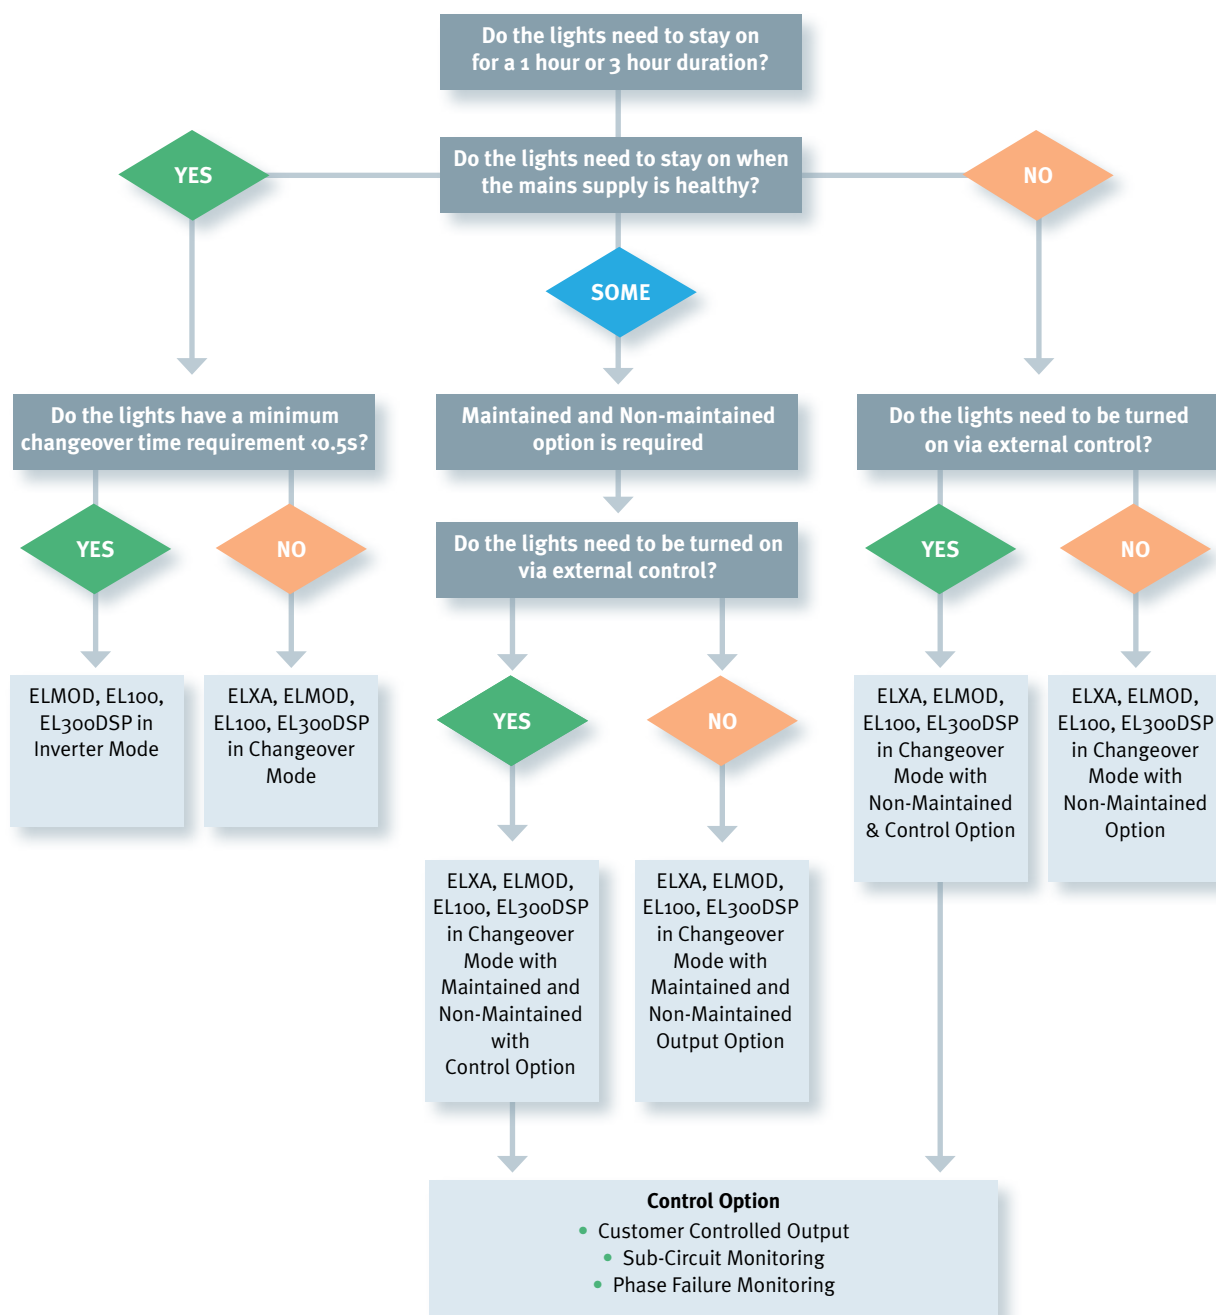 Do the lights need to stay on
for a 1 hour or 3 hour duration?
Do the lights need to stay on when
the mains supply is healthy?
YES
NO
SOME
Do the lights have a minimum
changeover time requirement <0.5s?
YES
NO
ELMOD, EL100,
EL300DSP in
Inverter Mode
ELXA, ELMOD,
EL100, EL300DSP
in Changeover
Mode
Maintained and Non-maintained
option is required
Do the lights need to be turned on
via external control?
YES
NO
ELXA, ELMOD,
EL100, EL300DSP
in Changeover
Mode with
Maintained and
Non-Maintained
with
Control Option
ELXA, ELMOD,
EL100, EL300DSP
in Changeover
Mode with
Maintained and
Non-Maintained
Output Option
Do the lights need to be turned
on via external control?
YES
NO
ELXA, ELMOD,
EL100, EL300DSP
in Changeover
Mode with
Non-Maintained
& Control Option
ELXA, ELMOD,
EL100, EL300DSP
in Changeover
Mode with
Non-Maintained
Option
Control Option
• Customer Controlled Output
• Sub-Circuit Monitoring
• Phase Failure Monitoring